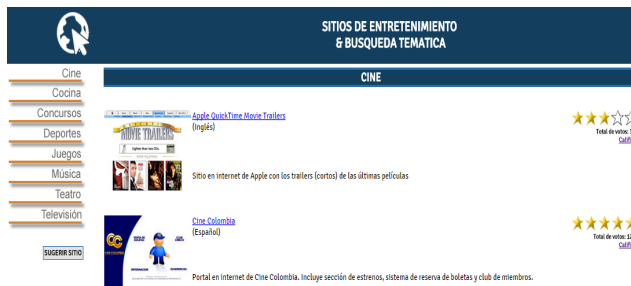 SITIOS DE ENTRETENIMIENTO
& BUSQUEDA TEMATICA
Cine
Cocina
Concursos
Deportes
Juegos
Música
Teatro
Televisión
SUGERIR SITIO
CINE
Apple QuickTime Movie Trailers
(Inglés)
MOVIE TRAILERS
Sitio en internet de Apple con los trailers (cortos) de las últimas películas
Total de votos:
Califi
Cine Colombia
(Español)
Portal en Internet de Cine Colombia. Incluye sección de estrenos, sistema de reserva de boletas y club de miembros.
Total de votos: 12
Califi